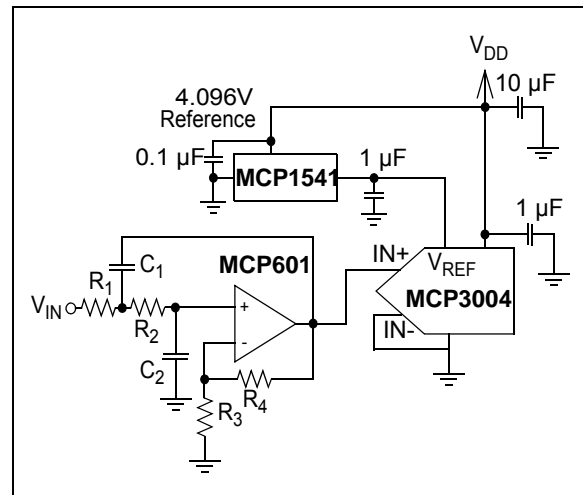 V_DD
10 µF
4.096V
Reference
0.1 µF
MCP1541
1 µF
1 µF
C_1
MCP601
IN+
V_REF
MCP3004
R_1
V_IN
R_2
+
-
IN-
C_2
R_4
R_3